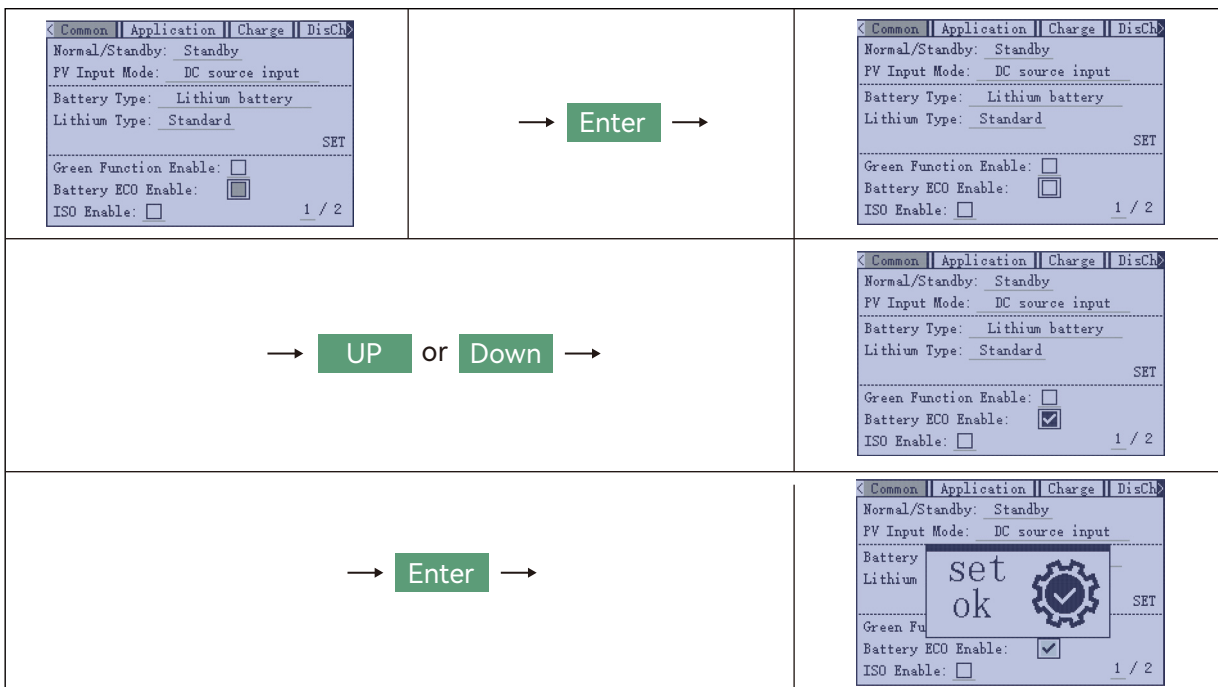 Common Application Charge DisCh
Normal/Standby: Standby
PV Input Mode: DC source input
Battery Type: Lithium battery
Lithium Type: Standard
SET
Green Function Enable:
Battery ECO Enable:
ISO Enable:
1 / 2
→ Enter →
Common Application Charge DisCh
Normal/Standby: Standby
PV Input Mode: DC source input
Battery Type: Lithium battery
Lithium Type: Standard
SET
Green Function Enable:
Battery ECO Enable:
ISO Enable:
1 / 2
→ UP or Down →
Common Application Charge DisCh
Normal/Standby: Standby
PV Input Mode: DC source input
Battery Type: Lithium battery
Lithium Type: Standard
SET
Green Function Enable:
Battery ECO Enable:
ISO Enable:
1 / 2
→ Enter →
Common Application Charge DisCh
Normal/Standby: Standby
PV Input Mode: DC source input
Battery
Lithium
set
ok
SET
Green Fu
Battery ECO Enable:
ISO Enable:
1 / 2